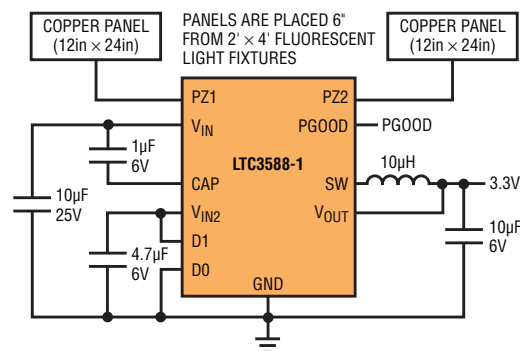 COPPER PANEL
(12in × 24in)
PANELS ARE PLACED 6"
FROM 2' × 4' FLUORESCENT
LIGHT FIXTURES
COPPER PANEL
(12in × 24in)
PZ1
PZ2
VIN
PGOOD
PGOOD
1µF
6V
LTC3588-1
10µH
CAP
SW
3.3V
10µF
25V
VIN2
VOUT
10µF
6V
4.7µF
6V
D1
D0
GND